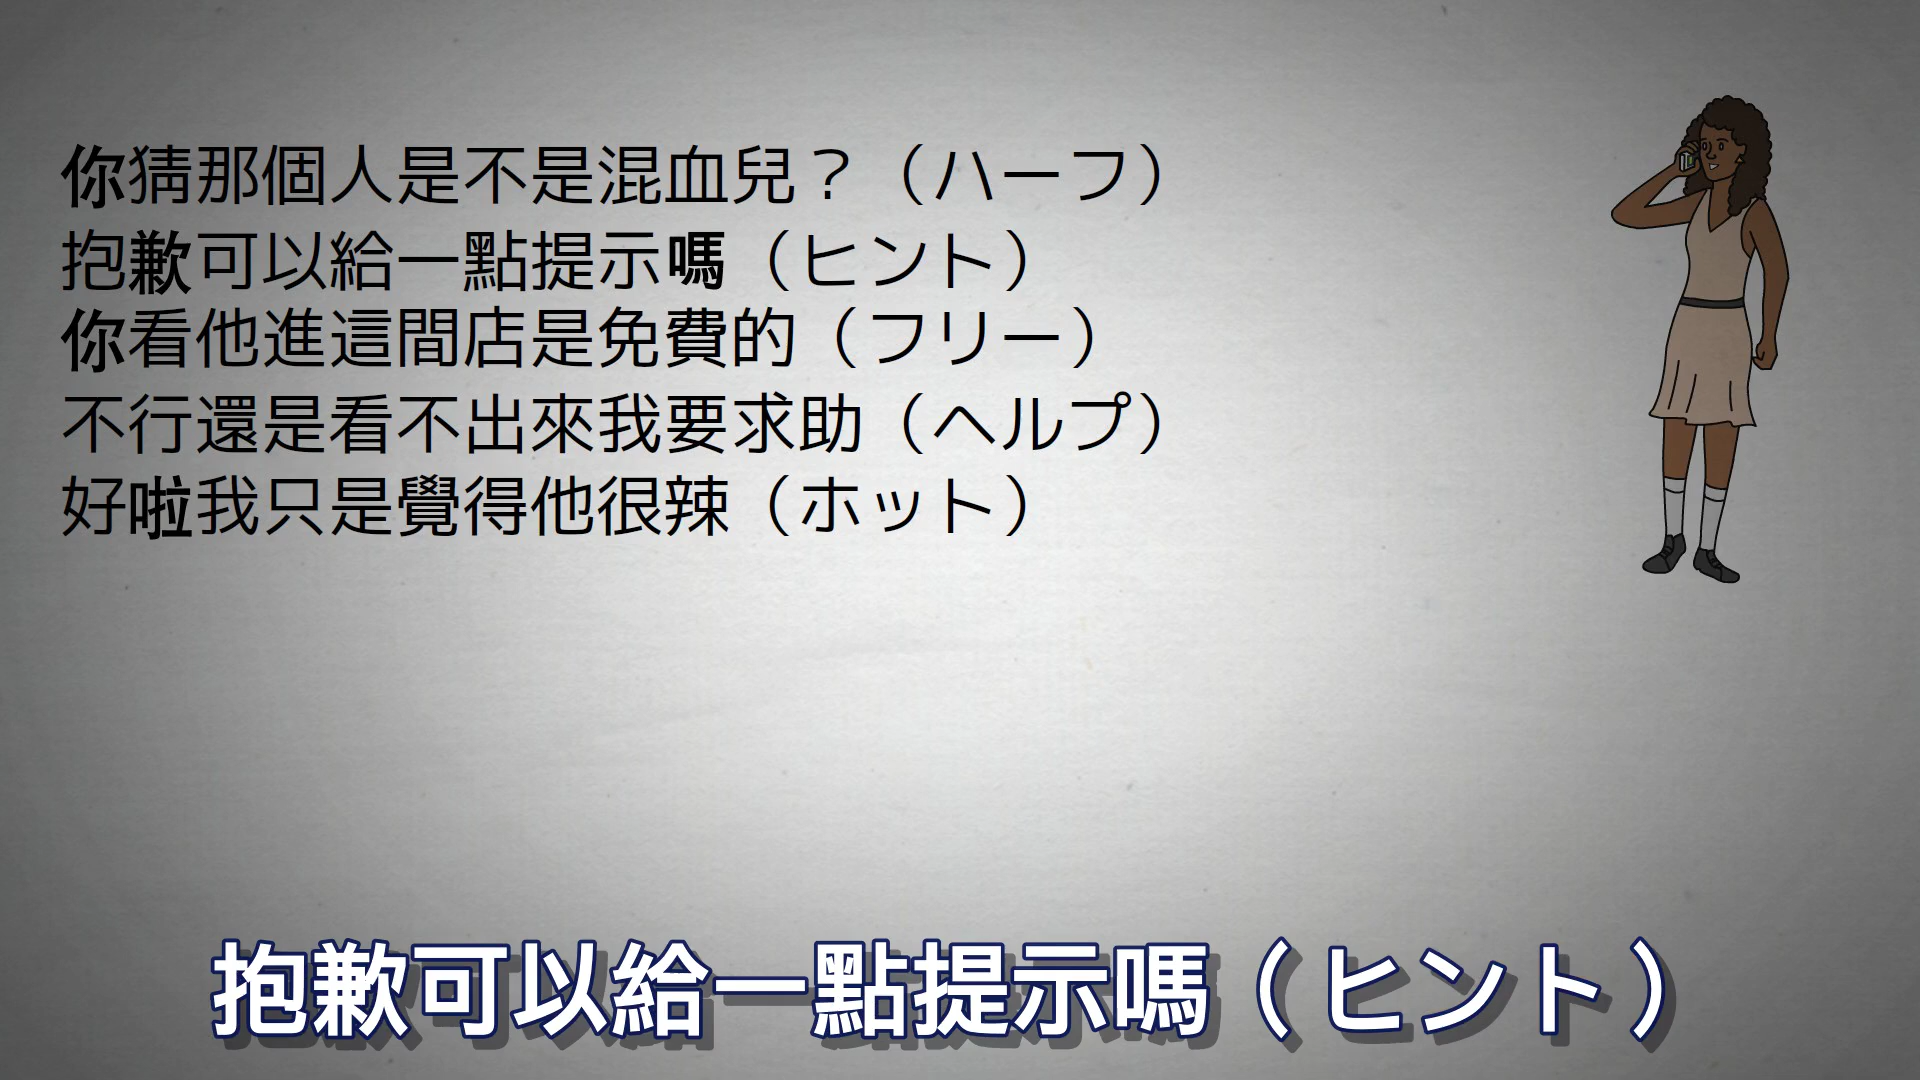 你猜那個人是不是混血兒？（ハーフ）
抱歉可以給一點提示嗎（ヒント）
你看他進這間店是免費的（フリー）
不行還是看不出來我要求助（ヘルプ）
好啦我只是覺得他很辣（ホット）
抱歉可以給一點提示嗎（ヒント）